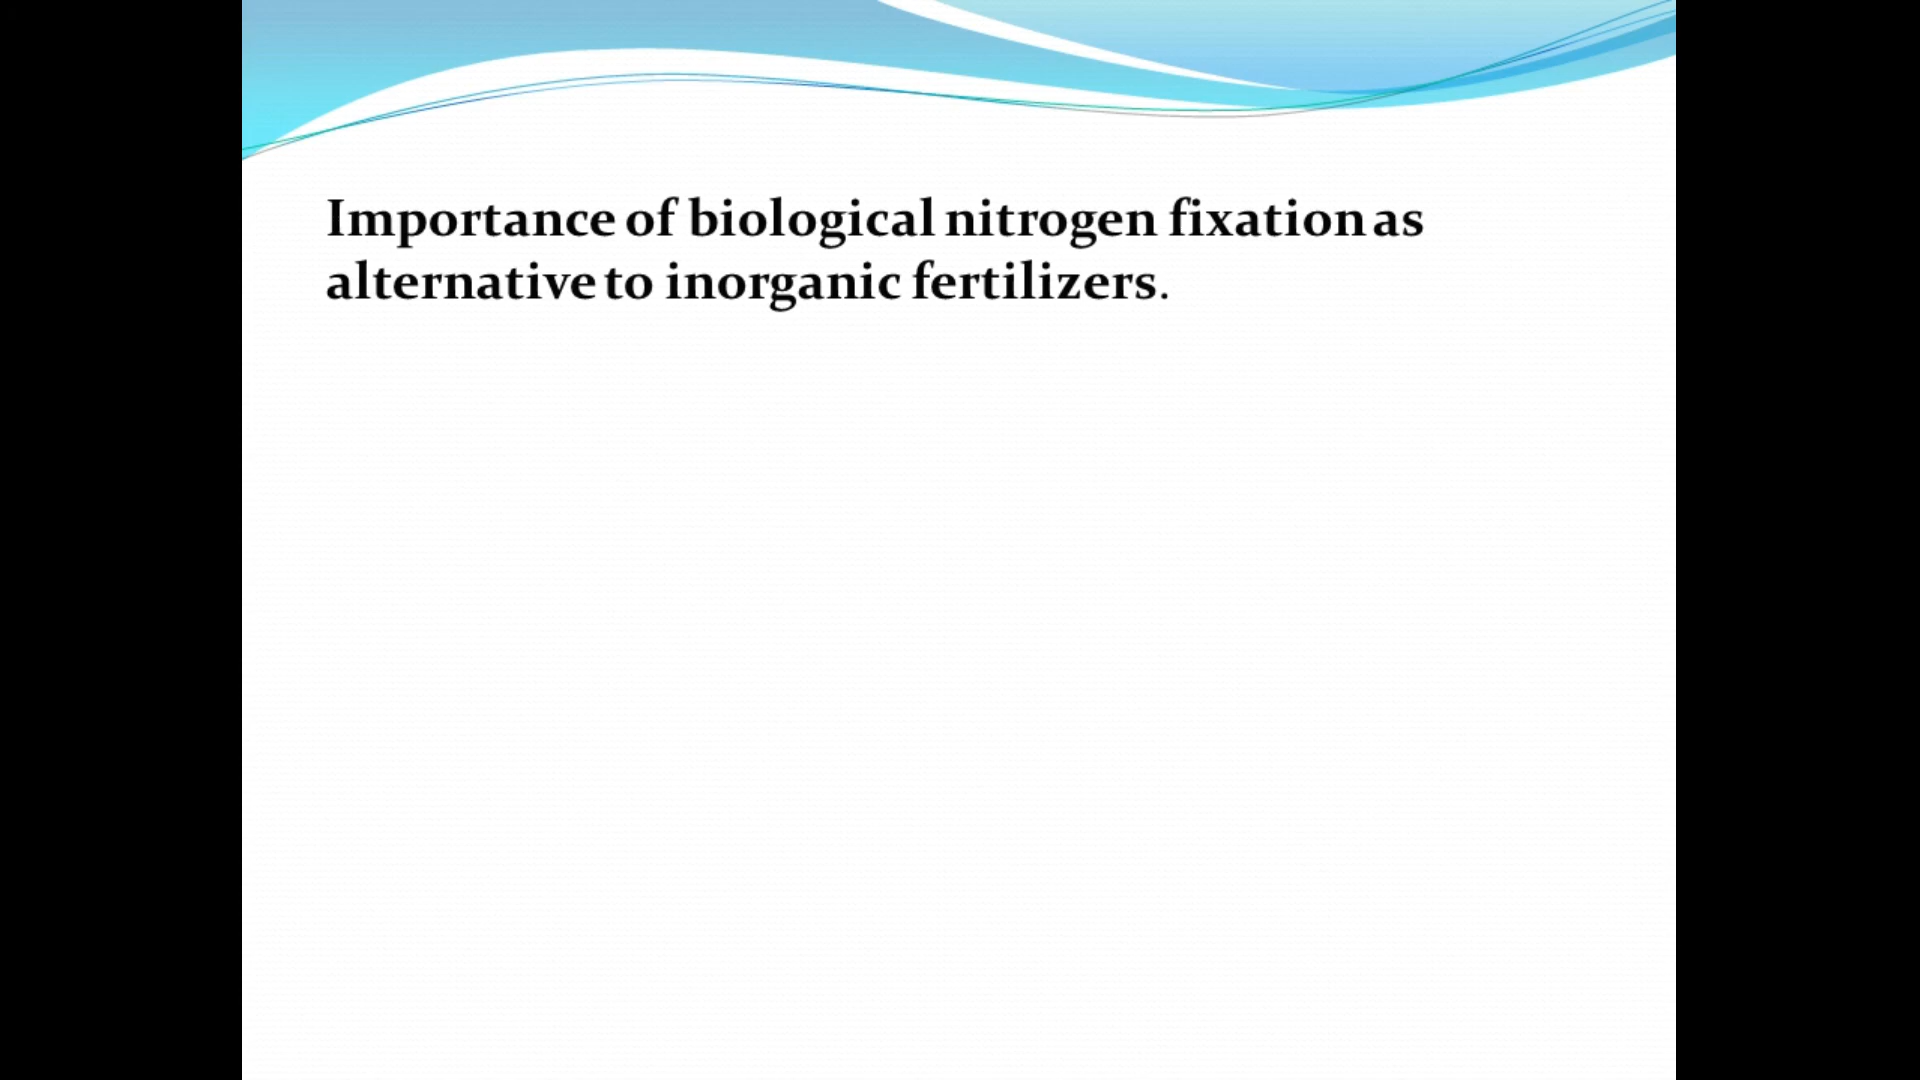 Importance of biological nitrogen fixation as
alternative to inorganic fertilizers.